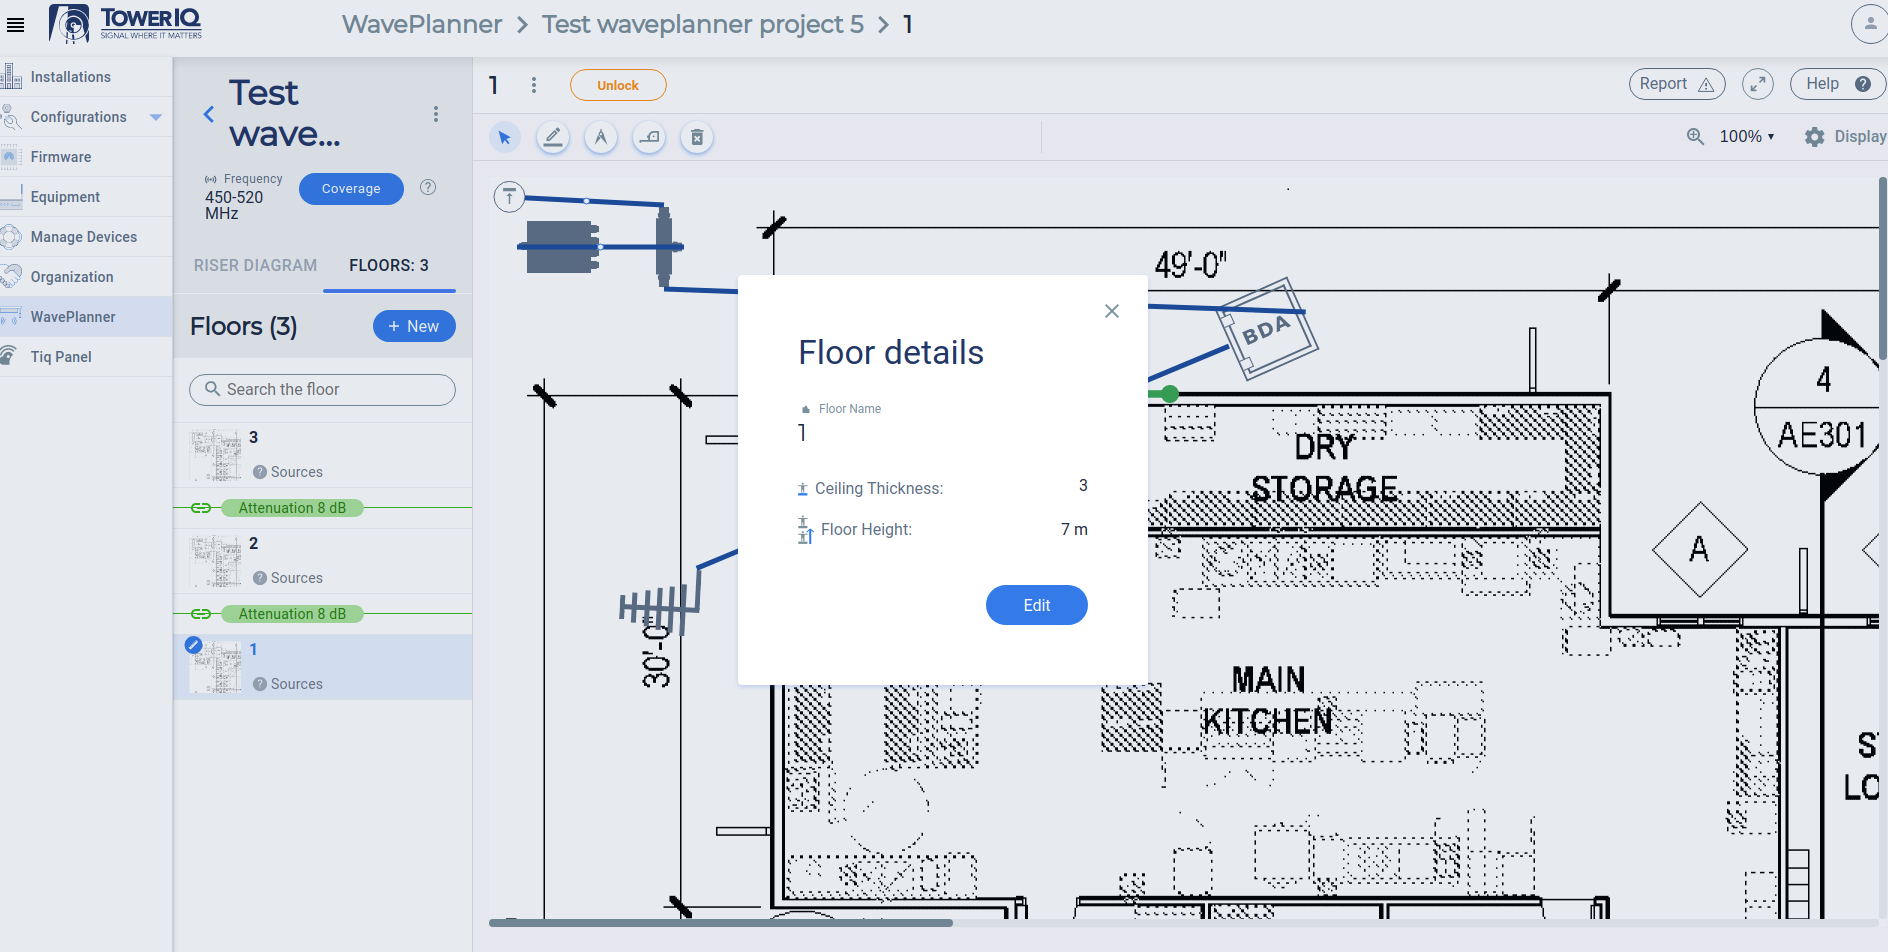 TOWERIQ
SIGNAL WHERE IT MATTERS
WavePlanner > Test waveplanner project 5 > 1
Installations
Configurations
Firmware
Equipment
Manage Devices
Organization
WavePlanner
Tiq Panel
Test
wave...
Frequency
450-520
MHz
Coverage
?
RISER DIAGRAM
FLOORS: 3
Floors (3)
+ New
Search the floor
3
? Sources
Attenuation 8 dB
2
? Sources
Attenuation 8 dB
1
? Sources
1
Unlock
Report
Help ?
100%
Display
49'-0"
BDA
30'-0
DRY
STORAGE
4
AE301
A
MAIN
KITCHEN
Floor details
Floor Name
1
Ceiling Thickness: 3
Floor Height: 7 m
Edit